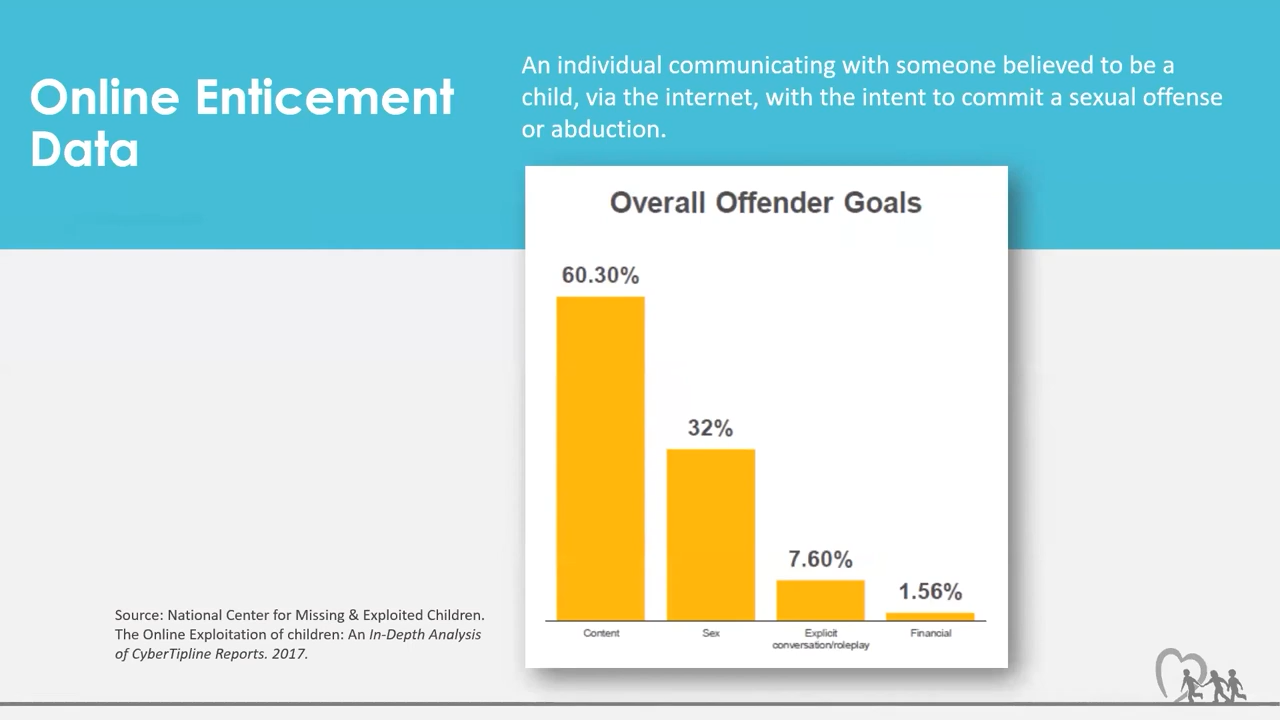 Online Enticement
Data
An individual communicating with someone believed to be a
child, via the internet, with the intent to commit a sexual offense
or abduction.
Overall Offender Goals
60.30%
32%
7.60%
1.56%
Content
Sex
Explicit
conversation/roleplay
Financial
Source: National Center for Missing & Exploited Children.
The Online Exploitation of children: An In-Depth Analysis
of CyberTipline Reports. 2017.